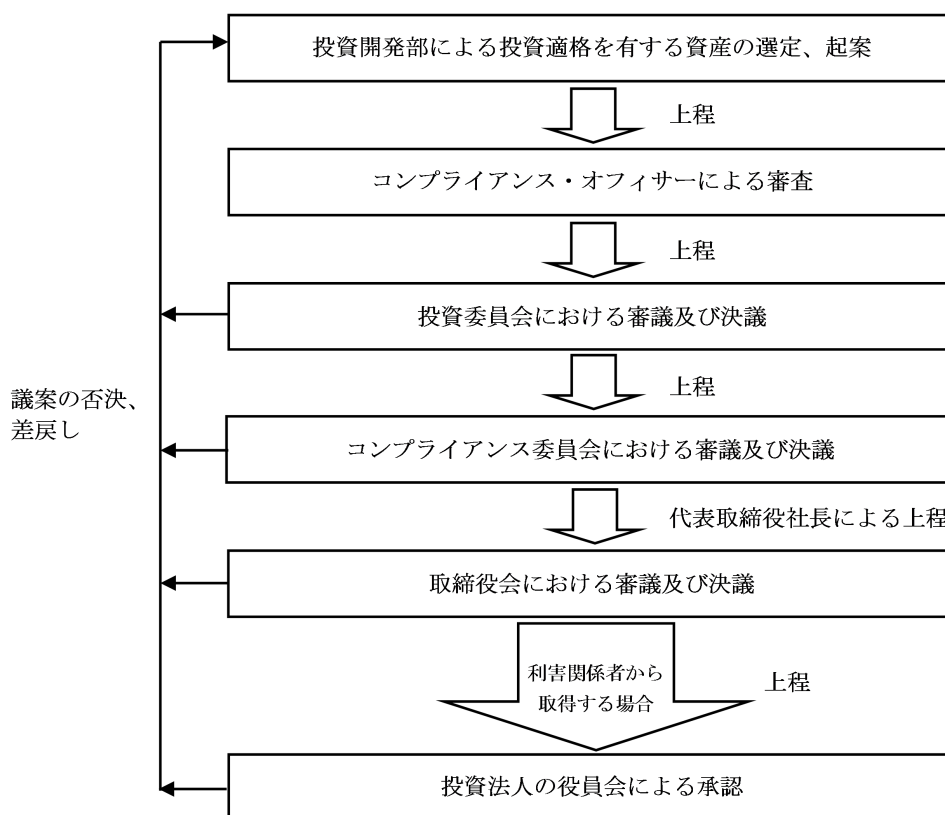 投資開発部による投資適格を有する資産の選定、起案
上程
コンプライアンス・オフィサーによる審査
上程
投資委員会における審議及び決議
上程
議案の否決、
差戻し
コンプライアンス委員会における審議及び決議
代表取締役社長による上程
取締役会における審議及び決議
利害関係者から
取得する場合
上程
投資法人の役員会による承認